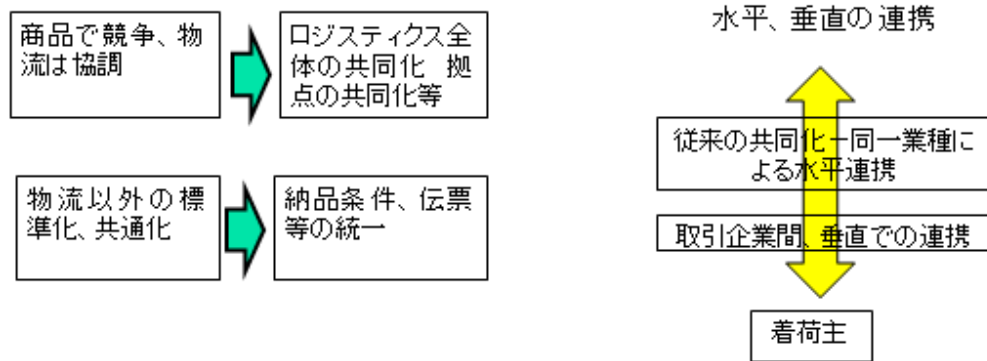 商品で競争、物
流は協調
ロジスティクス全
体の共同化　拠
点の共同化等
物流以外の標
準化、共通化
納品条件、伝票
等の統一
水平、垂直の連携
従来の共同化ー同一業種に
よる水平連携
取引企業間、垂直での連携
着荷主